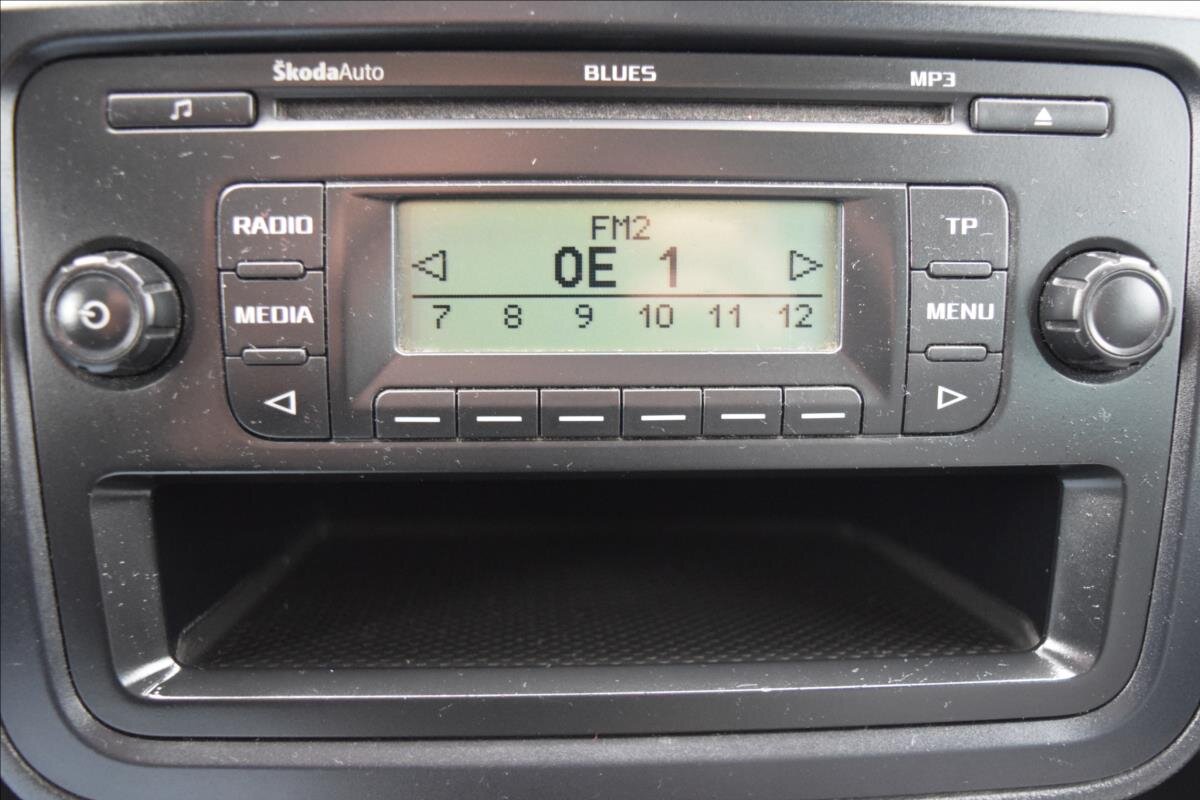 ŠkodaAuto BLUES MP3
RADIO
MEDIA
FM2
OE 1
7 8 9 10 11 12
TP
MENU